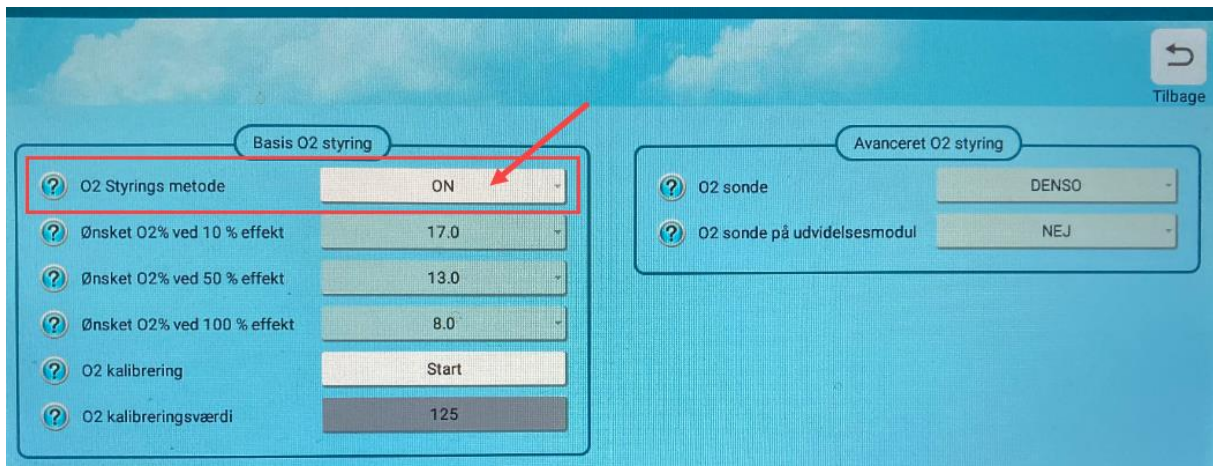 Tilbage
Basis O2 styring
O2 Styrings metode ON
Ønsket O2% ved 10 % effekt 17.0
Ønsket O2% ved 50 % effekt 13.0
Ønsket O2% ved 100 % effekt 8.0
O2 kalibrering Start
O2 kalibreringsværdi 125
Avanceret O2 styring
O2 sonde DENSO
O2 sonde på udvidelsesmodul NEJ